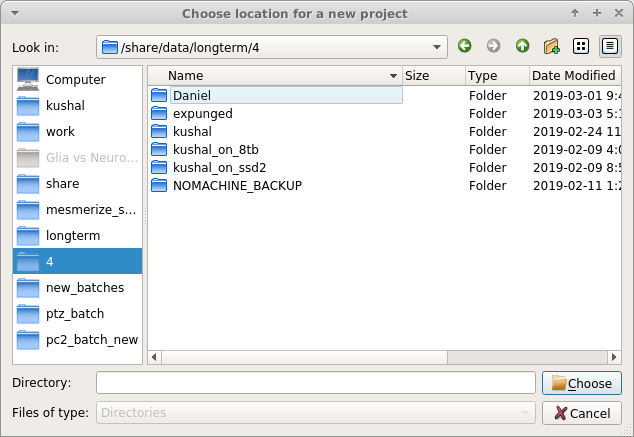 Choose location for a new project
Look in: /share/data/longterm/4
Computer
kushal
work
Glia vs Neuro...
share
mesmerize_s...
longterm
4
new_batches
ptz_batch
pc2_batch_new
Name Size Type Date Modified
Daniel Folder 2019-03-01 9:4
expunged Folder 2019-03-03 5:1
kushal Folder 2019-02-24 11
kushal_on_8tb Folder 2019-02-09 4:0
kushal_on_ssd2 Folder 2019-02-09 8:5
NOMACHINE_BACKUP Folder 2019-02-11 1:2
Directory: Choose
Files of type: Directories Cancel